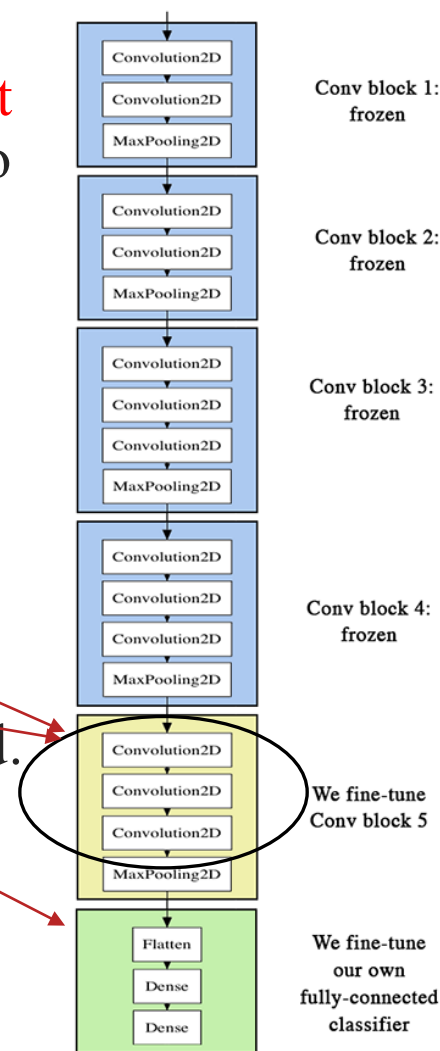 t
o
Convolution2D
Convolution2D
MaxPooling2D
Conv block 1:
frozen
Convolution2D
Convolution2D
MaxPooling2D
Conv block 2:
frozen
Convolution2D
Convolution2D
Convolution2D
MaxPooling2D
Conv block 3:
frozen
Convolution2D
Convolution2D
Convolution2D
MaxPooling2D
Conv block 4:
frozen
d.
Convolution2D
Convolution2D
Convolution2D
MaxPooling2D
We fine-tune
Conv block 5
Flatten
Dense
Dense
We fine-tune
our own
fully-connected
classifier